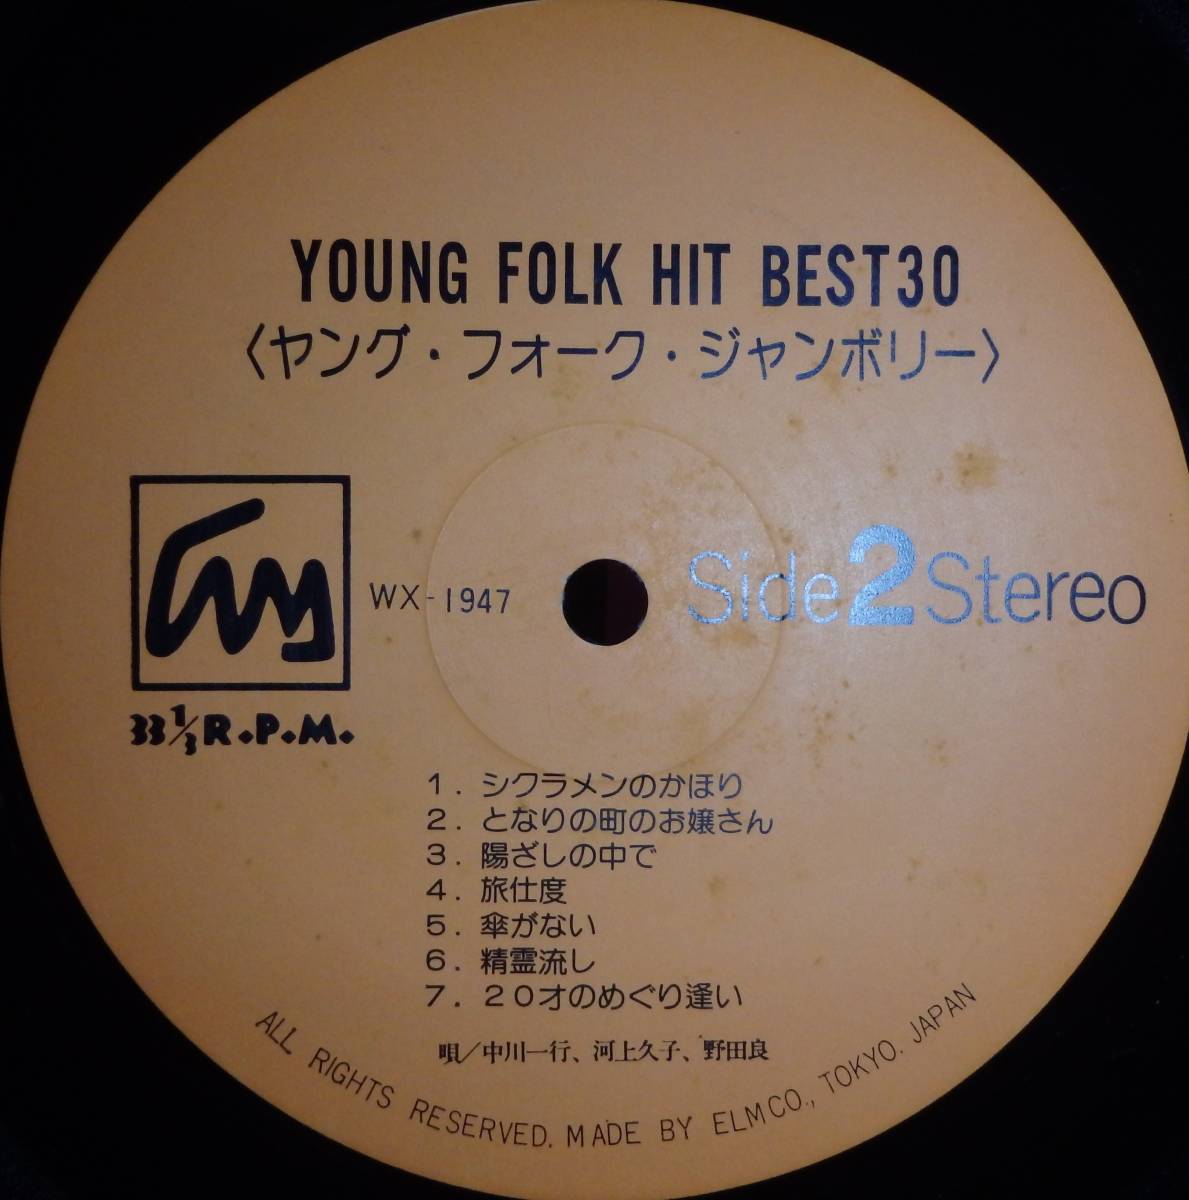 YOUNG FOLK HIT BEST30
〈ヤング・フォーク・ジャンボリー〉
WX-1947
Side 2 Stereo
33 1/3 R.P.M.
1. シクラメンのかほり
2. となりの町のお嬢さん
3. 陽ざしの中で
4. 旅仕度
5. 傘がない
6. 精霊流し
7. 20才のめぐり逢い
唄/中川一行、河上久子、野田良
ALL RIGHTS RESERVED. MADE BY ELMCO., TOKYO. JAPAN